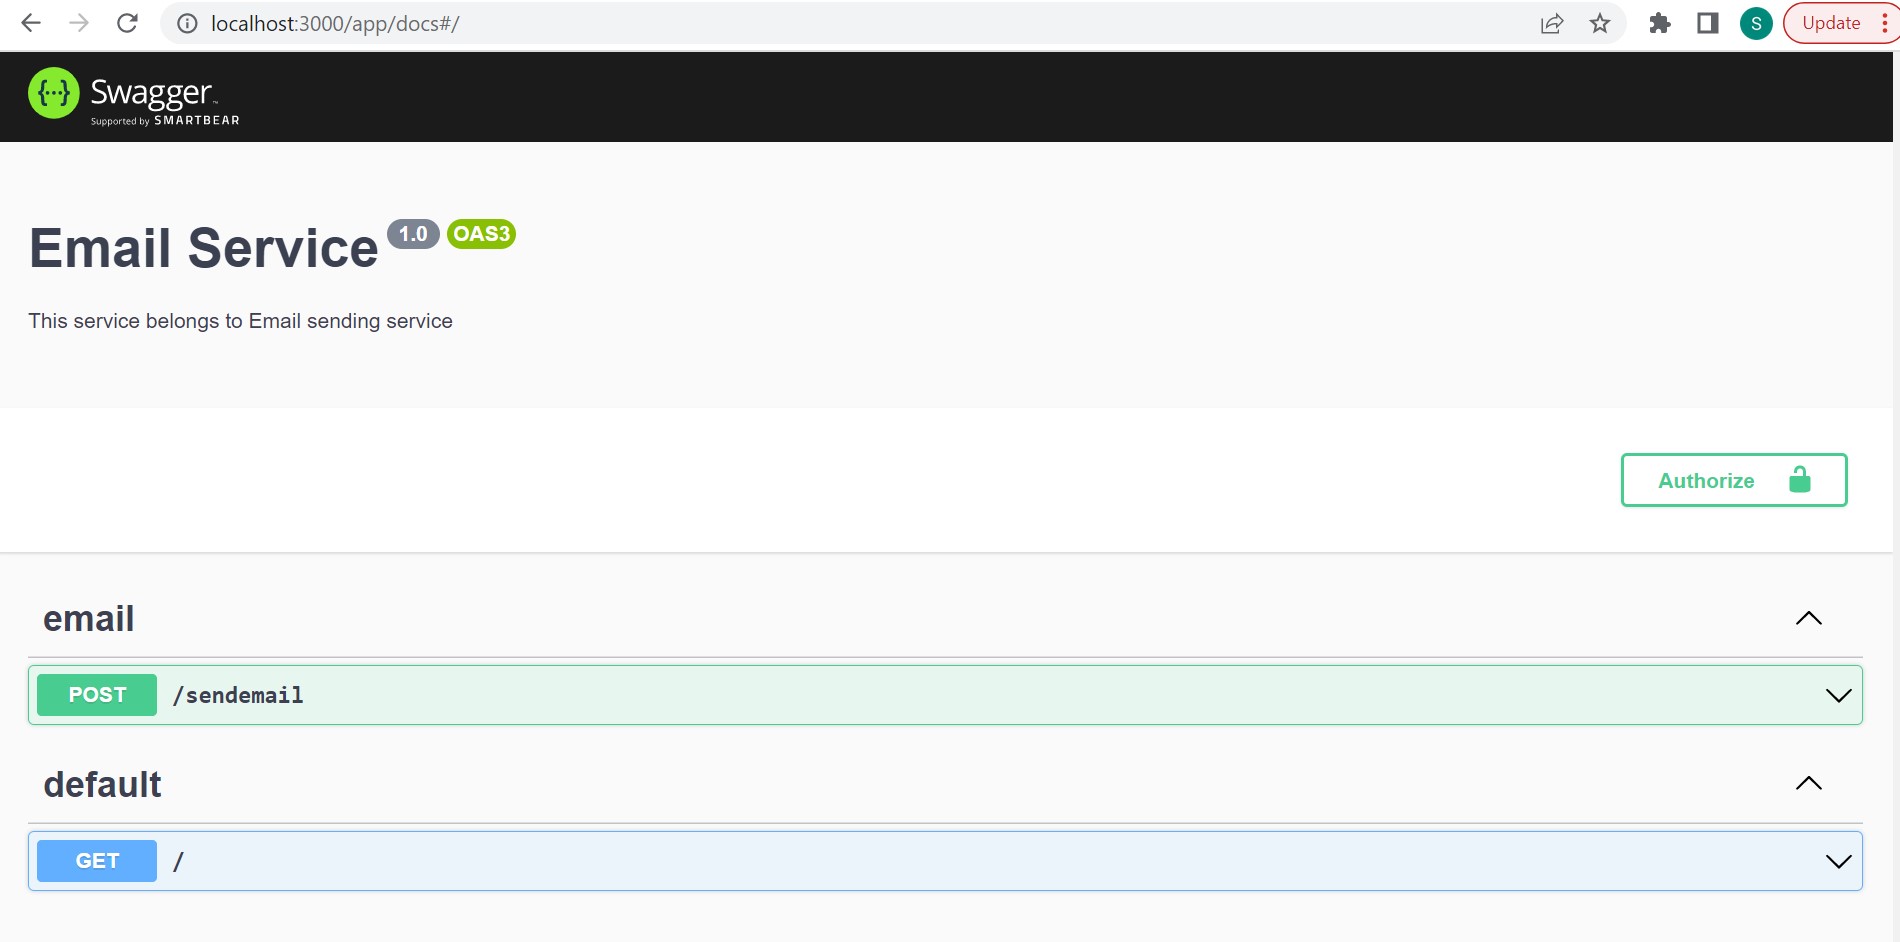 localhost:3000/app/docs#/
S
Update
{···} Swagger™
Supported by SMARTBEAR
Email Service 1.0 OAS3
This service belongs to Email sending service
Authorize
email
POST /sendemail
default
GET /